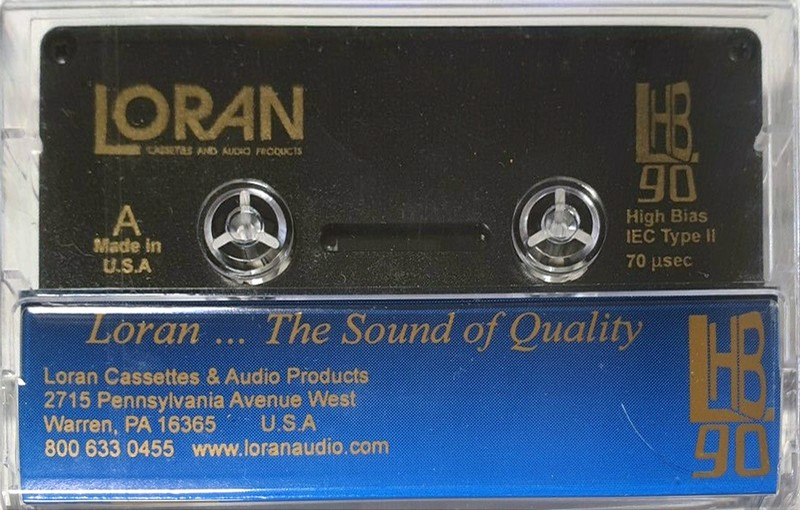 LORAN
CASSETTES AND AUDIO PRODUCTS
LHB
90
A
Made in
U.S.A
High Bias
IEC Type II
70 µsec
Loran ... The Sound of Quality
Loran Cassettes & Audio Products
2715 Pennsylvania Avenue West
Warren, PA 16365 U.S.A
800 633 0455 www.loranaudio.com
LHB
90